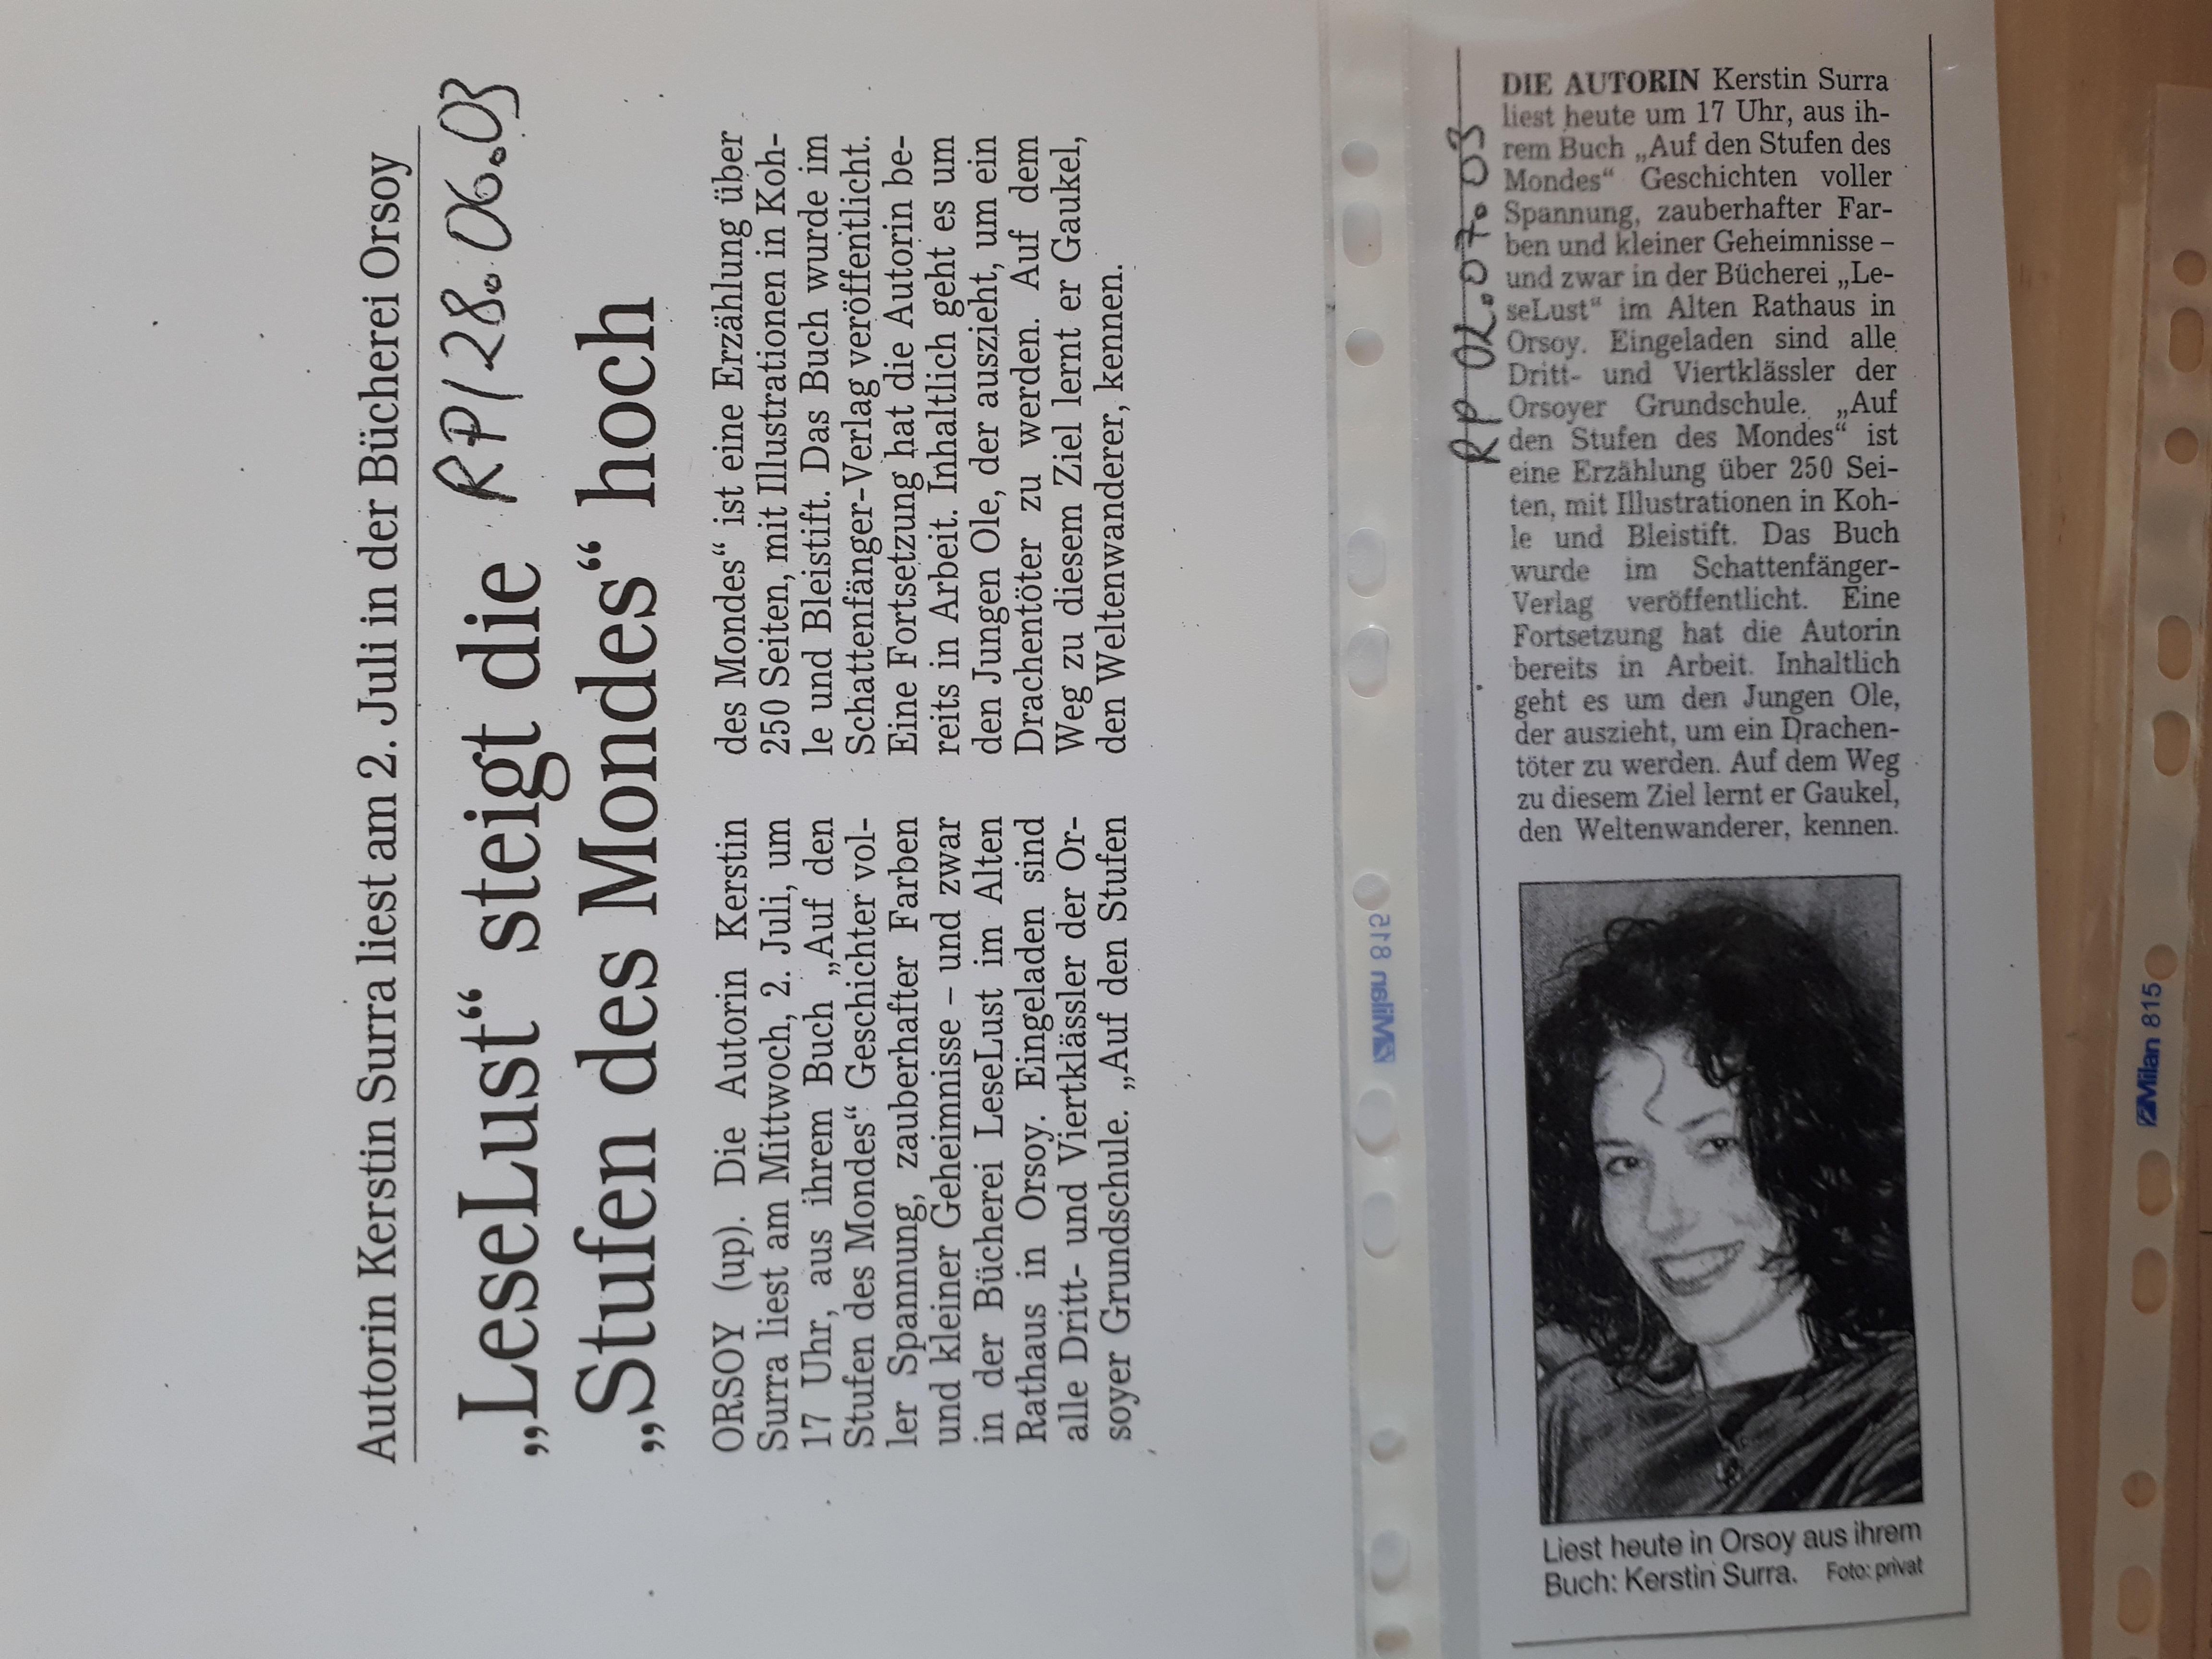 Autorin Kerstin Surra liest am 2. Juli in der Bücherei Orsoy
RP/28.06.03
„LeseLust“ steigt die
„Stufen des Mondes“ hoch
ORSOY (up). Die Autorin Kerstin
Surra liest am Mittwoch, 2. Juli, um
17 Uhr, aus ihrem Buch „Auf den
Stufen des Mondes“ Geschichter vol-
ler Spannung, zauberhafter Farben
und kleiner Geheimnisse – und zwar
in der Bücherei LeseLust im Alten
Rathaus in Orsoy. Eingeladen sind
alle Dritt- und Viertklässler der Or-
soyer Grundschule. „Auf den Stufen
des Mondes“ ist eine Erzählung über
250 Seiten, mit Illustrationen in Koh-
le und Bleistift. Das Buch wurde im
Schattenfänger-Verlag veröffentlicht.
Eine Fortsetzung hat die Autorin be-
reits in Arbeit. Inhaltlich geht es um
den Jungen Ole, der auszieht, um ein
Drachentöter zu werden. Auf dem
Weg zu diesem Ziel lernt er Gaukel,
den Weltenwanderer, kennen.
Milan 815
RP 02.07.03
DIE AUTORIN Kerstin Surra
liest heute um 17 Uhr, aus ih-
rem Buch „Auf den Stufen des
Mondes“ Geschichten voller
Spannung, zauberhafter Far-
ben und kleiner Geheimnisse –
und zwar in der Bücherei „Le-
seLust“ im Alten Rathaus in
Orsoy. Eingeladen sind alle
Dritt- und Viertklässler der
Orsoyer Grundschule. „Auf
den Stufen des Mondes“ ist
eine Erzählung über 250 Sei-
ten, mit Illustrationen in Koh-
le und Bleistift. Das Buch
wurde im Schattenfänger-
Verlag veröffentlicht. Eine
Fortsetzung hat die Autorin
bereits in Arbeit. Inhaltlich
geht es um den Jungen Ole,
der auszieht, um ein Drachen-
töter zu werden. Auf dem Weg
zu diesem Ziel lernt er Gaukel,
den Weltenwanderer, kennen.
Liest heute in Orsoy aus ihrem
Buch: Kerstin Surra. Foto: privat
Milan 815